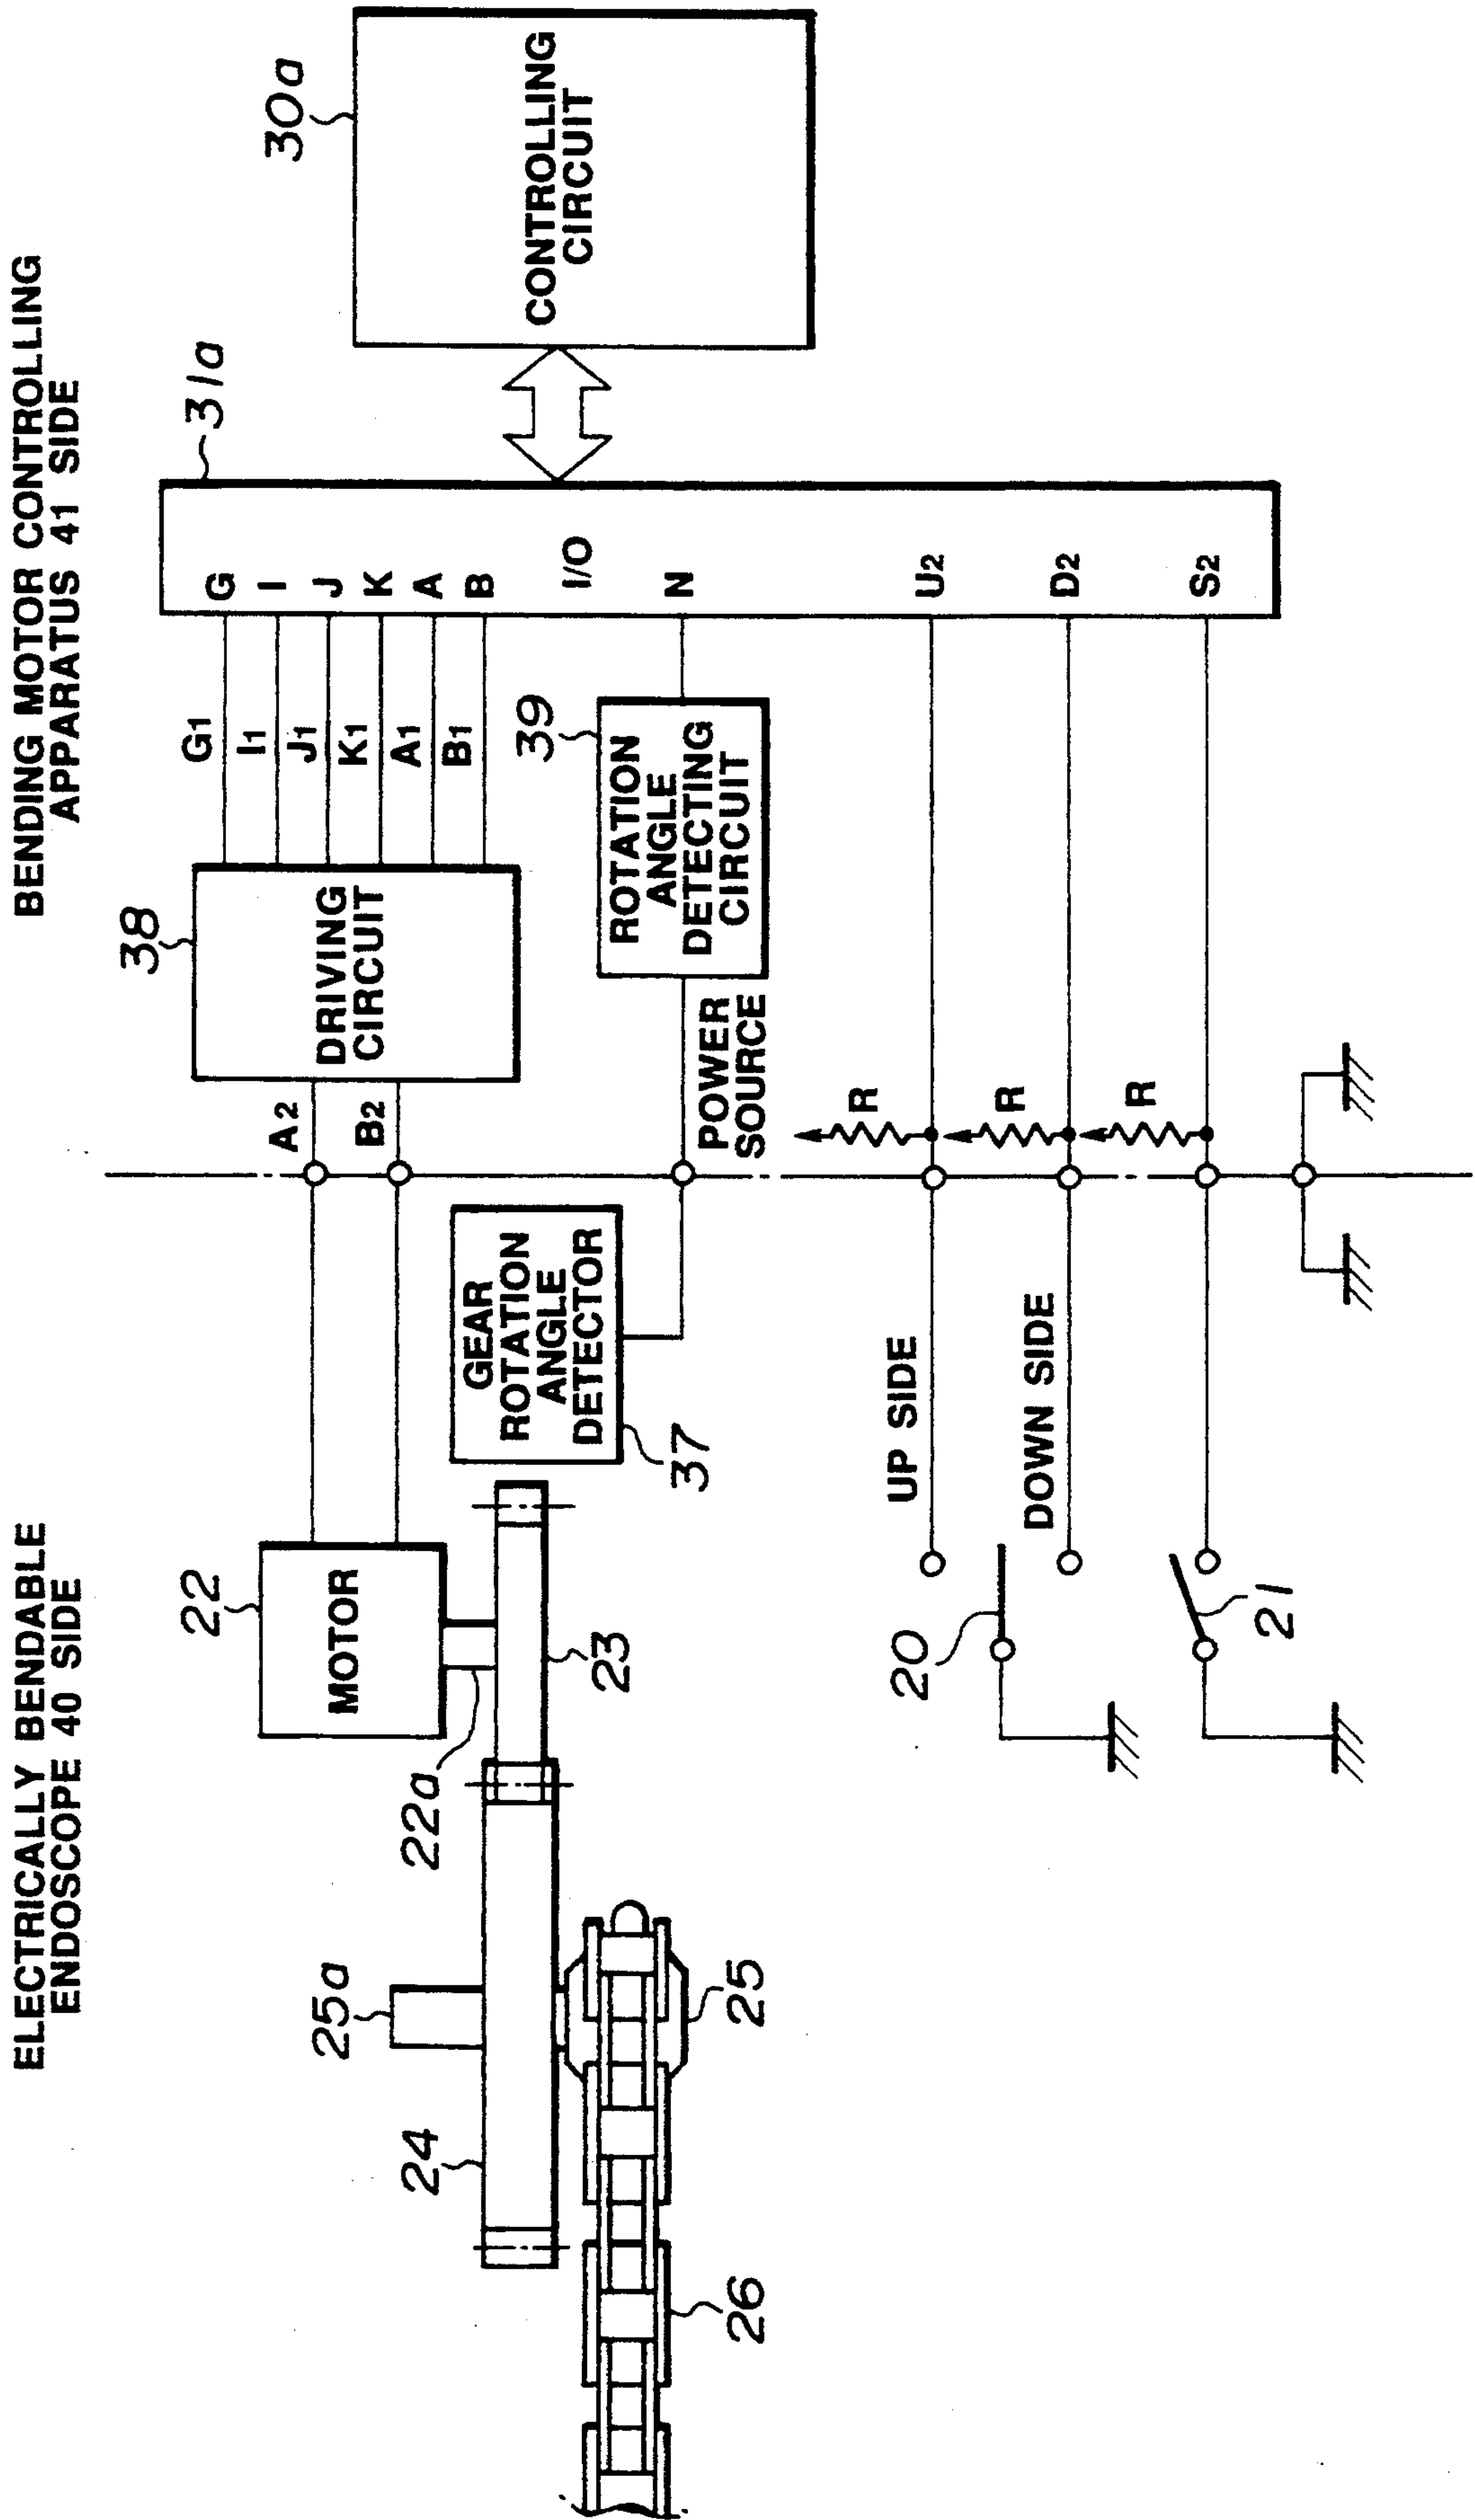 ELECTRICALLY BENDABLE
ENDOSCOPE 40 SIDE
BENDING MOTOR CONTROLLING
APPARATUS 41 SIDE
22
MOTOR
22a
23
24
25a
25
26
GEAR
ROTATION
ANGLE
DETECTOR
37
A2
B2
38
DRIVING
CIRCUIT
G1
I1
J1
K1
A1
B1
31a
G
I
J
K
A
B
I/O
N
U2
D2
S2
30a
CONTROLLING
CIRCUIT
39
ROTATION
ANGLE
DETECTING
CIRCUIT
POWER
SOURCE
R
R
R
UP SIDE
DOWN SIDE
20
21